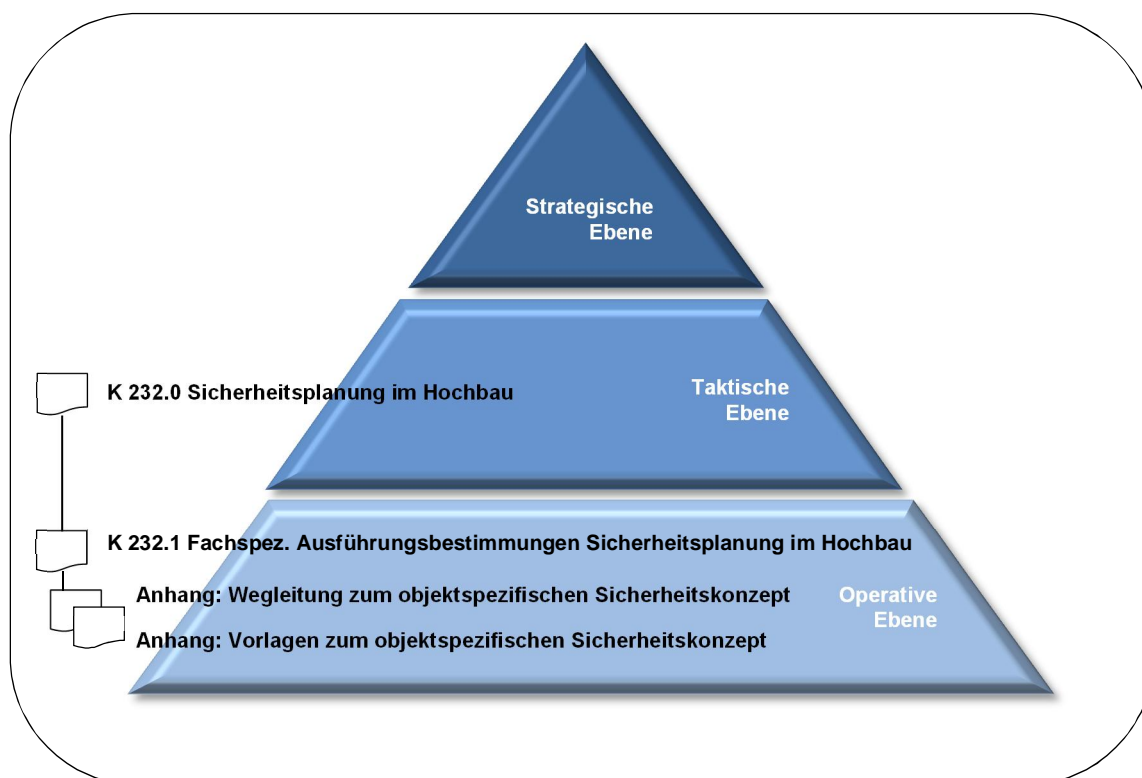 Strategische
Ebene
K 232.0 Sicherheitsplanung im Hochbau
Taktische
Ebene
K 232.1 Fachspez. Ausführungsbestimmungen Sicherheitsplanung im Hochbau
Anhang: Wegleitung zum objektspezifischen Sicherheitskonzept
Operative
Ebene
Anhang: Vorlagen zum objektspezifischen Sicherheitskonzept